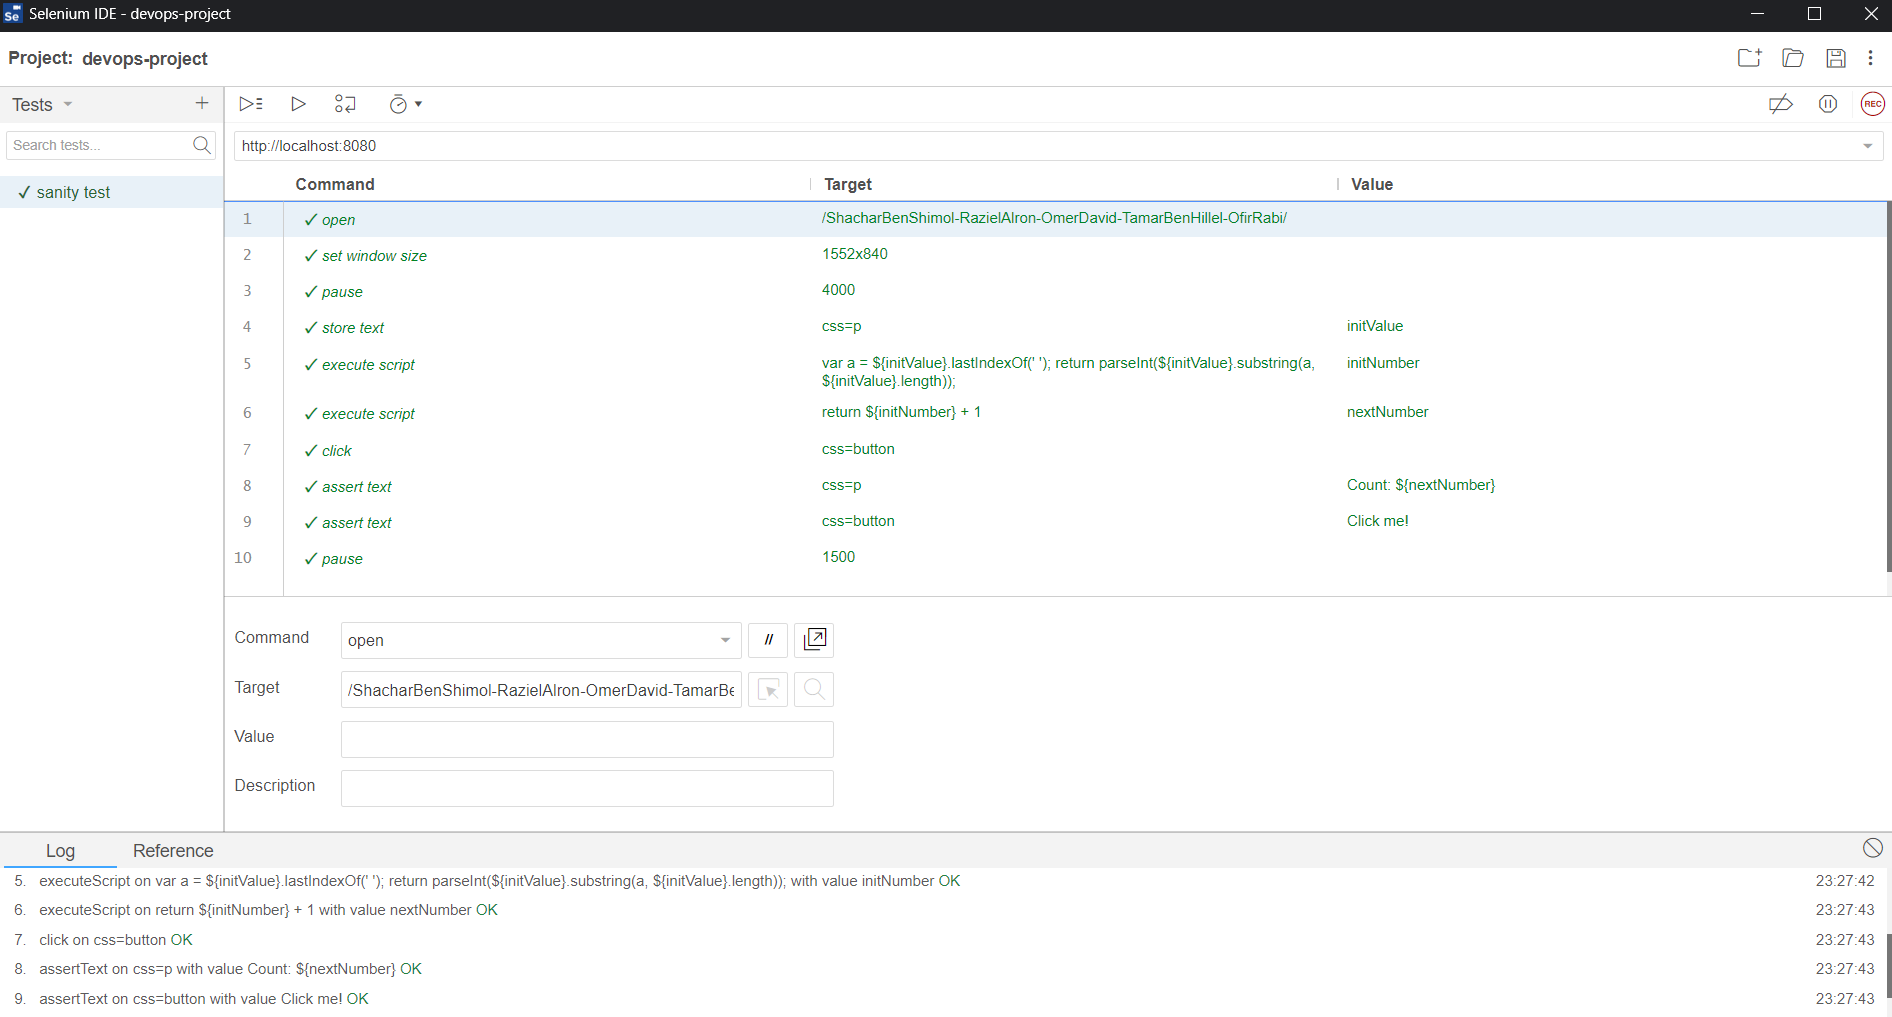 Selenium IDE - devops-project
Project: devops-project
Tests
http://localhost:8080
Search tests...
✓ sanity test
Command Target Value
1 ✓ open /ShacharBenShimol-RazielAlron-OmerDavid-TamarBenHillel-OfirRabi/
2 ✓ set window size 1552x840
3 ✓ pause 4000
4 ✓ store text css=p initValue
5 ✓ execute script var a = ${initValue}.lastIndexOf(' '); return parseInt(${initValue}.substring(a, initNumber
${initValue}.length));
6 ✓ execute script return ${initNumber} + 1 nextNumber
7 ✓ click css=button
8 ✓ assert text css=p Count: ${nextNumber}
9 ✓ assert text css=button Click me!
10 ✓ pause 1500
Command open //
Target /ShacharBenShimol-RazielAlron-OmerDavid-TamarBe
Value
Description
Log Reference
5. executeScript on var a = ${initValue}.lastIndexOf(' '); return parseInt(${initValue}.substring(a, ${initValue}.length)); with value initNumber OK 23:27:42
6. executeScript on return ${initNumber} + 1 with value nextNumber OK 23:27:43
7. click on css=button OK 23:27:43
8. assertText on css=p with value Count: ${nextNumber} OK 23:27:43
9. assertText on css=button with value Click me! OK 23:27:43
Se
REC